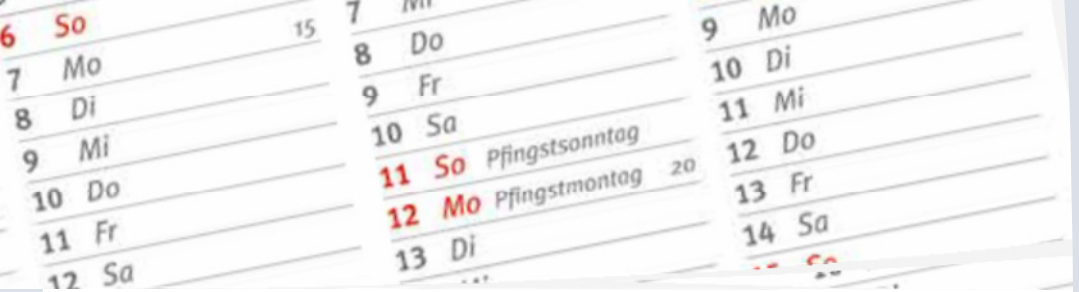 6 So
7 Mo 15
8 Di
9 Mi
10 Do
11 Fr
12 Sa
7 Mi
8 Do
9 Fr
10 Sa
11 So Pfingstsonntag
12 Mo Pfingstmontag 20
13 Di
9 Mo
10 Di
11 Mi
12 Do
13 Fr
14 Sa